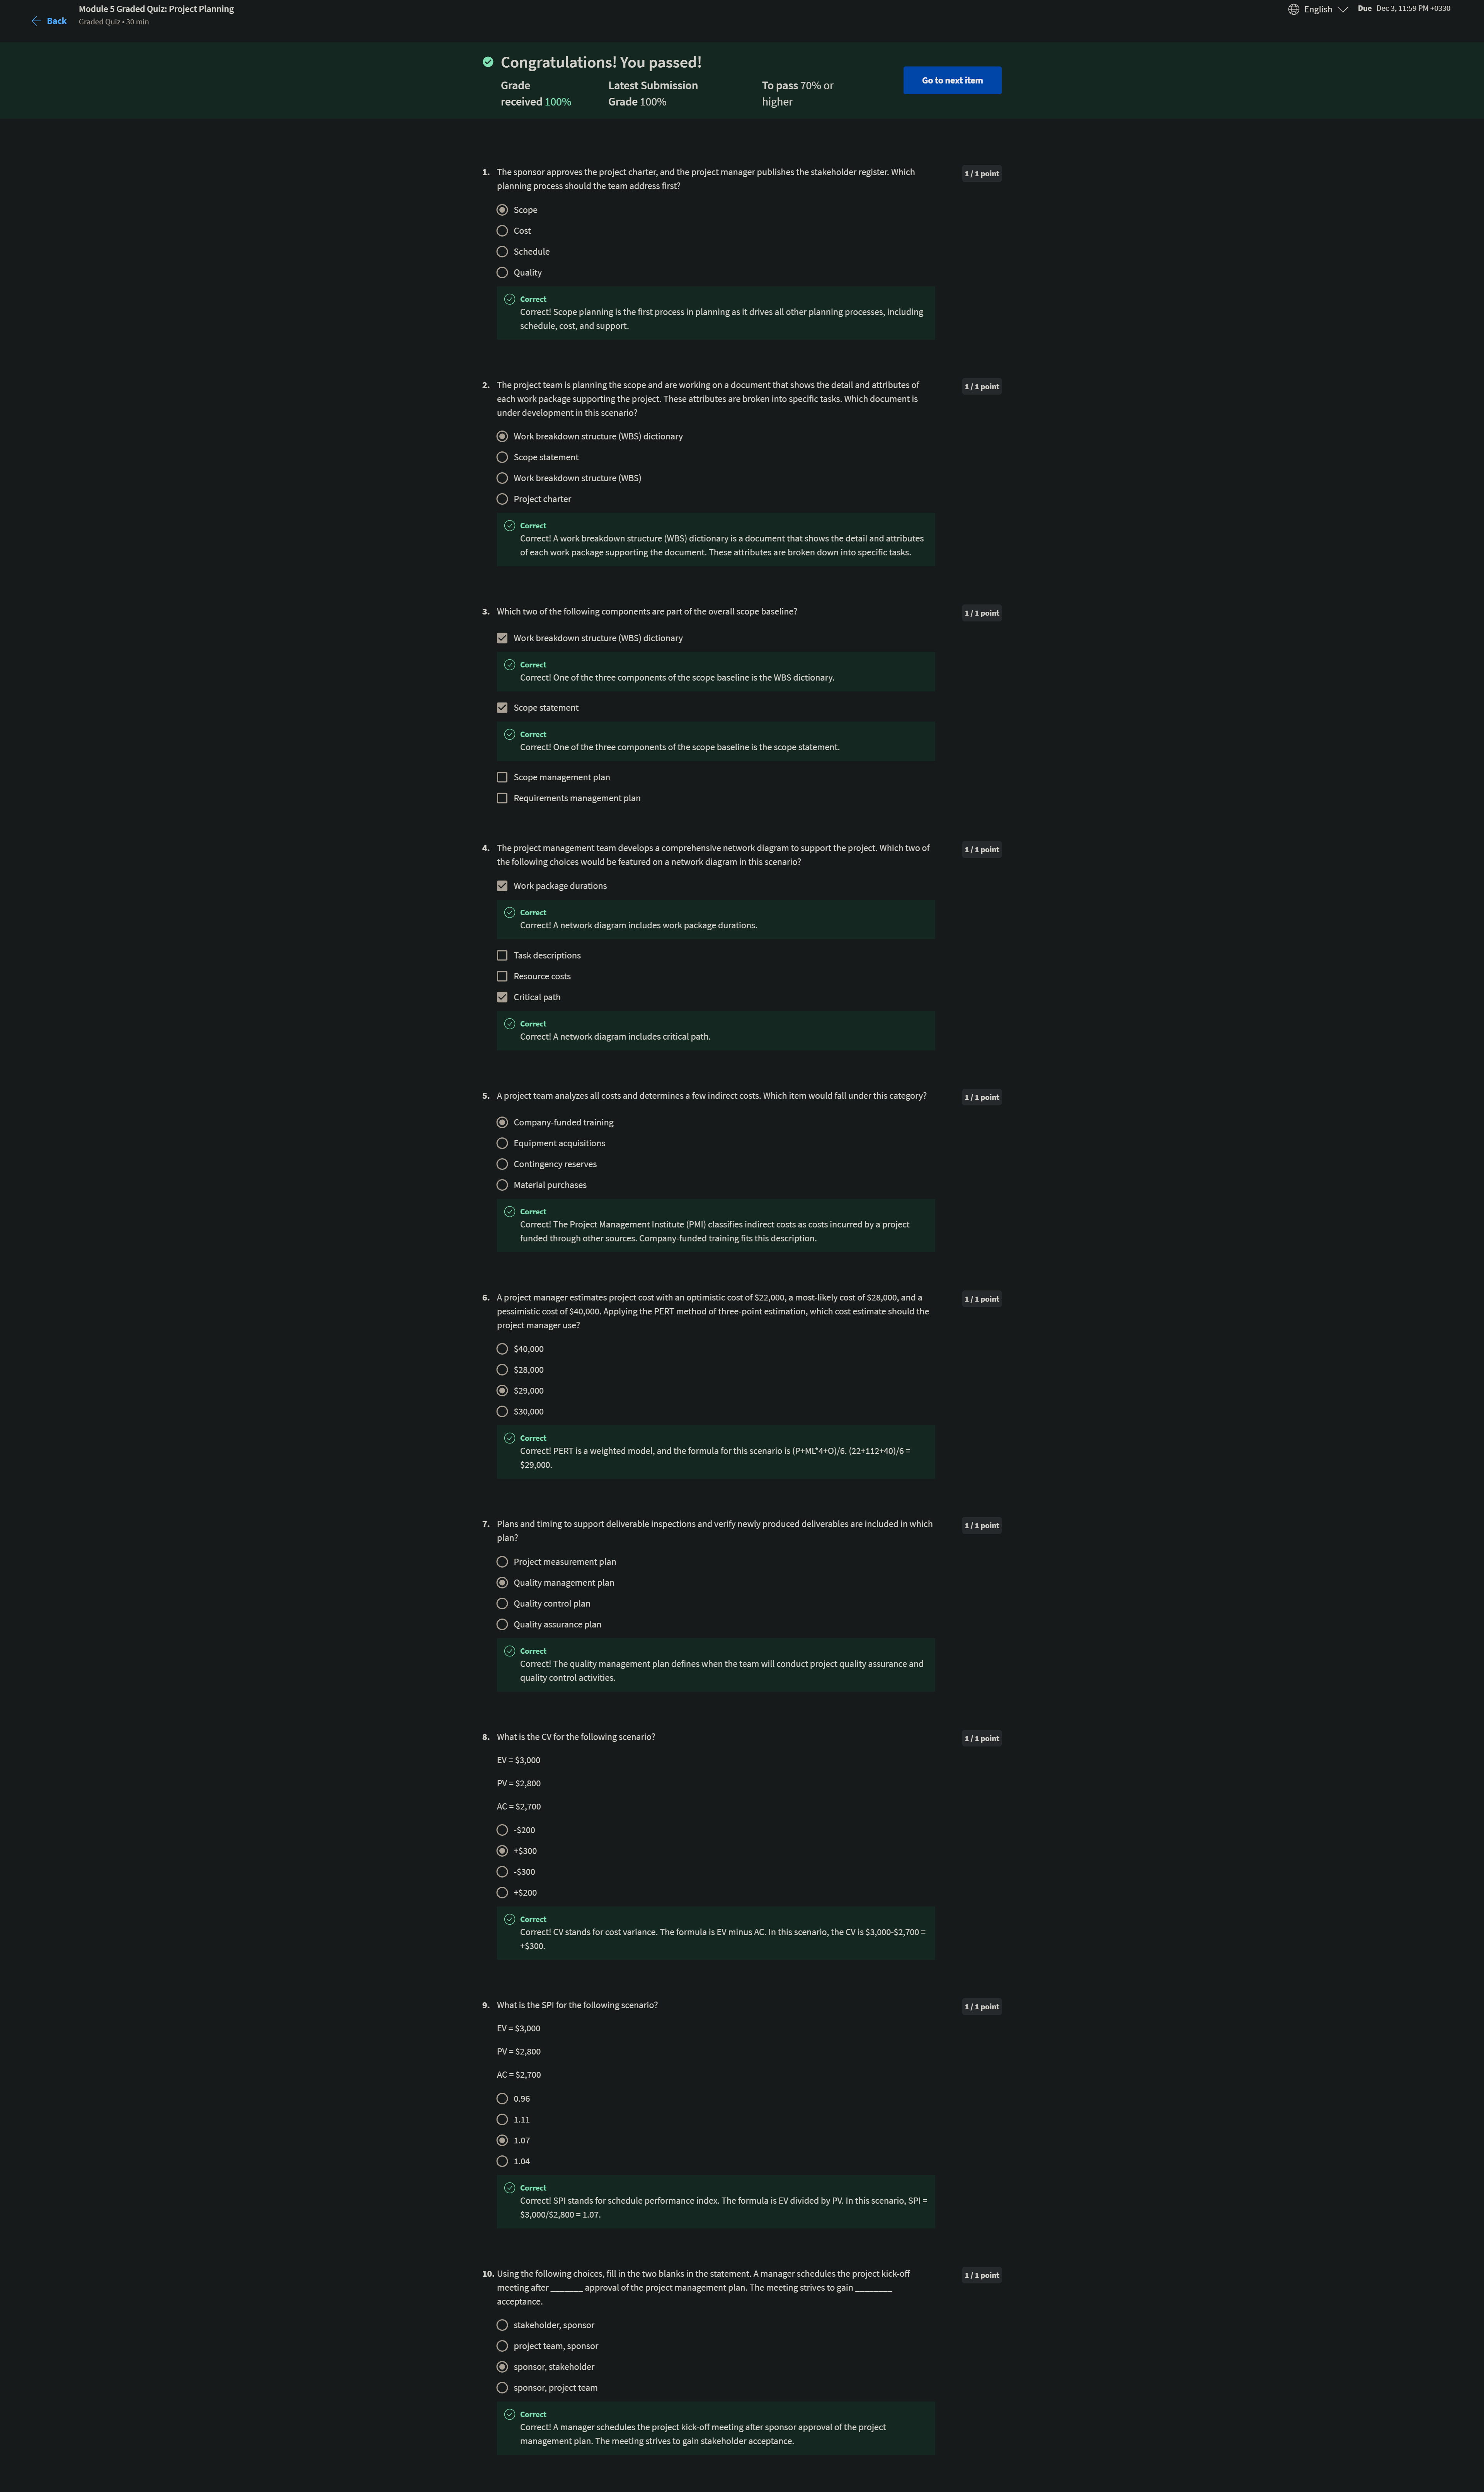 Back
Module 5 Graded Quiz: Project Planning
Graded Quiz • 30 min
English
Due Dec 3, 11:59 PM +0330
Congratulations! You passed!
Grade
received 100%
Latest Submission
Grade 100%
To pass 70% or
higher
Go to next item
1. The sponsor approves the project charter, and the project manager publishes the stakeholder register. Which
planning process should the team address first?
1 / 1 point
Scope
Cost
Schedule
Quality
Correct
Correct! Scope planning is the first process in planning as it drives all other planning processes, including
schedule, cost, and support.
2. The project team is planning the scope and are working on a document that shows the detail and attributes of
each work package supporting the project. These attributes are broken into specific tasks. Which document is
under development in this scenario?
1 / 1 point
Work breakdown structure (WBS) dictionary
Scope statement
Work breakdown structure (WBS)
Project charter
Correct
Correct! A work breakdown structure (WBS) dictionary is a document that shows the detail and attributes
of each work package supporting the document. These attributes are broken down into specific tasks.
3. Which two of the following components are part of the overall scope baseline?
1 / 1 point
Work breakdown structure (WBS) dictionary
Correct
Correct! One of the three components of the scope baseline is the WBS dictionary.
Scope statement
Correct
Correct! One of the three components of the scope baseline is the scope statement.
Scope management plan
Requirements management plan
4. The project management team develops a comprehensive network diagram to support the project. Which two of
the following choices would be featured on a network diagram in this scenario?
1 / 1 point
Work package durations
Correct
Correct! A network diagram includes work package durations.
Task descriptions
Resource costs
Critical path
Correct
Correct! A network diagram includes critical path.
5. A project team analyzes all costs and determines a few indirect costs. Which item would fall under this category?
1 / 1 point
Company-funded training
Equipment acquisitions
Contingency reserves
Material purchases
Correct
Correct! The Project Management Institute (PMI) classifies indirect costs as costs incurred by a project
funded through other sources. Company-funded training fits this description.
6. A project manager estimates project cost with an optimistic cost of $22,000, a most-likely cost of $28,000, and a
pessimistic cost of $40,000. Applying the PERT method of three-point estimation, which cost estimate should the
project manager use?
1 / 1 point
$40,000
$28,000
$29,000
$30,000
Correct
Correct! PERT is a weighted model, and the formula for this scenario is (P+ML*4+O)/6. (22+112+40)/6 =
$29,000.
7. Plans and timing to support deliverable inspections and verify newly produced deliverables are included in which
plan?
1 / 1 point
Project measurement plan
Quality management plan
Quality control plan
Quality assurance plan
Correct
Correct! The quality management plan defines when the team will conduct project quality assurance and
quality control activities.
8. What is the CV for the following scenario?
1 / 1 point
EV = $3,000
PV = $2,800
AC = $2,700
-$200
+$300
-$300
+$200
Correct
Correct! CV stands for cost variance. The formula is EV minus AC. In this scenario, the CV is $3,000-$2,700 =
+$300.
9. What is the SPI for the following scenario?
1 / 1 point
EV = $3,000
PV = $2,800
AC = $2,700
0.96
1.11
1.07
1.04
Correct
Correct! SPI stands for schedule performance index. The formula is EV divided by PV. In this scenario, SPI =
$3,000/$2,800 = 1.07.
10. Using the following choices, fill in the two blanks in the statement. A manager schedules the project kick-off
meeting after _______ approval of the project management plan. The meeting strives to gain ________
acceptance.
1 / 1 point
stakeholder, sponsor
project team, sponsor
sponsor, stakeholder
sponsor, project team
Correct
Correct! A manager schedules the project kick-off meeting after sponsor approval of the project
management plan. The meeting strives to gain stakeholder acceptance.